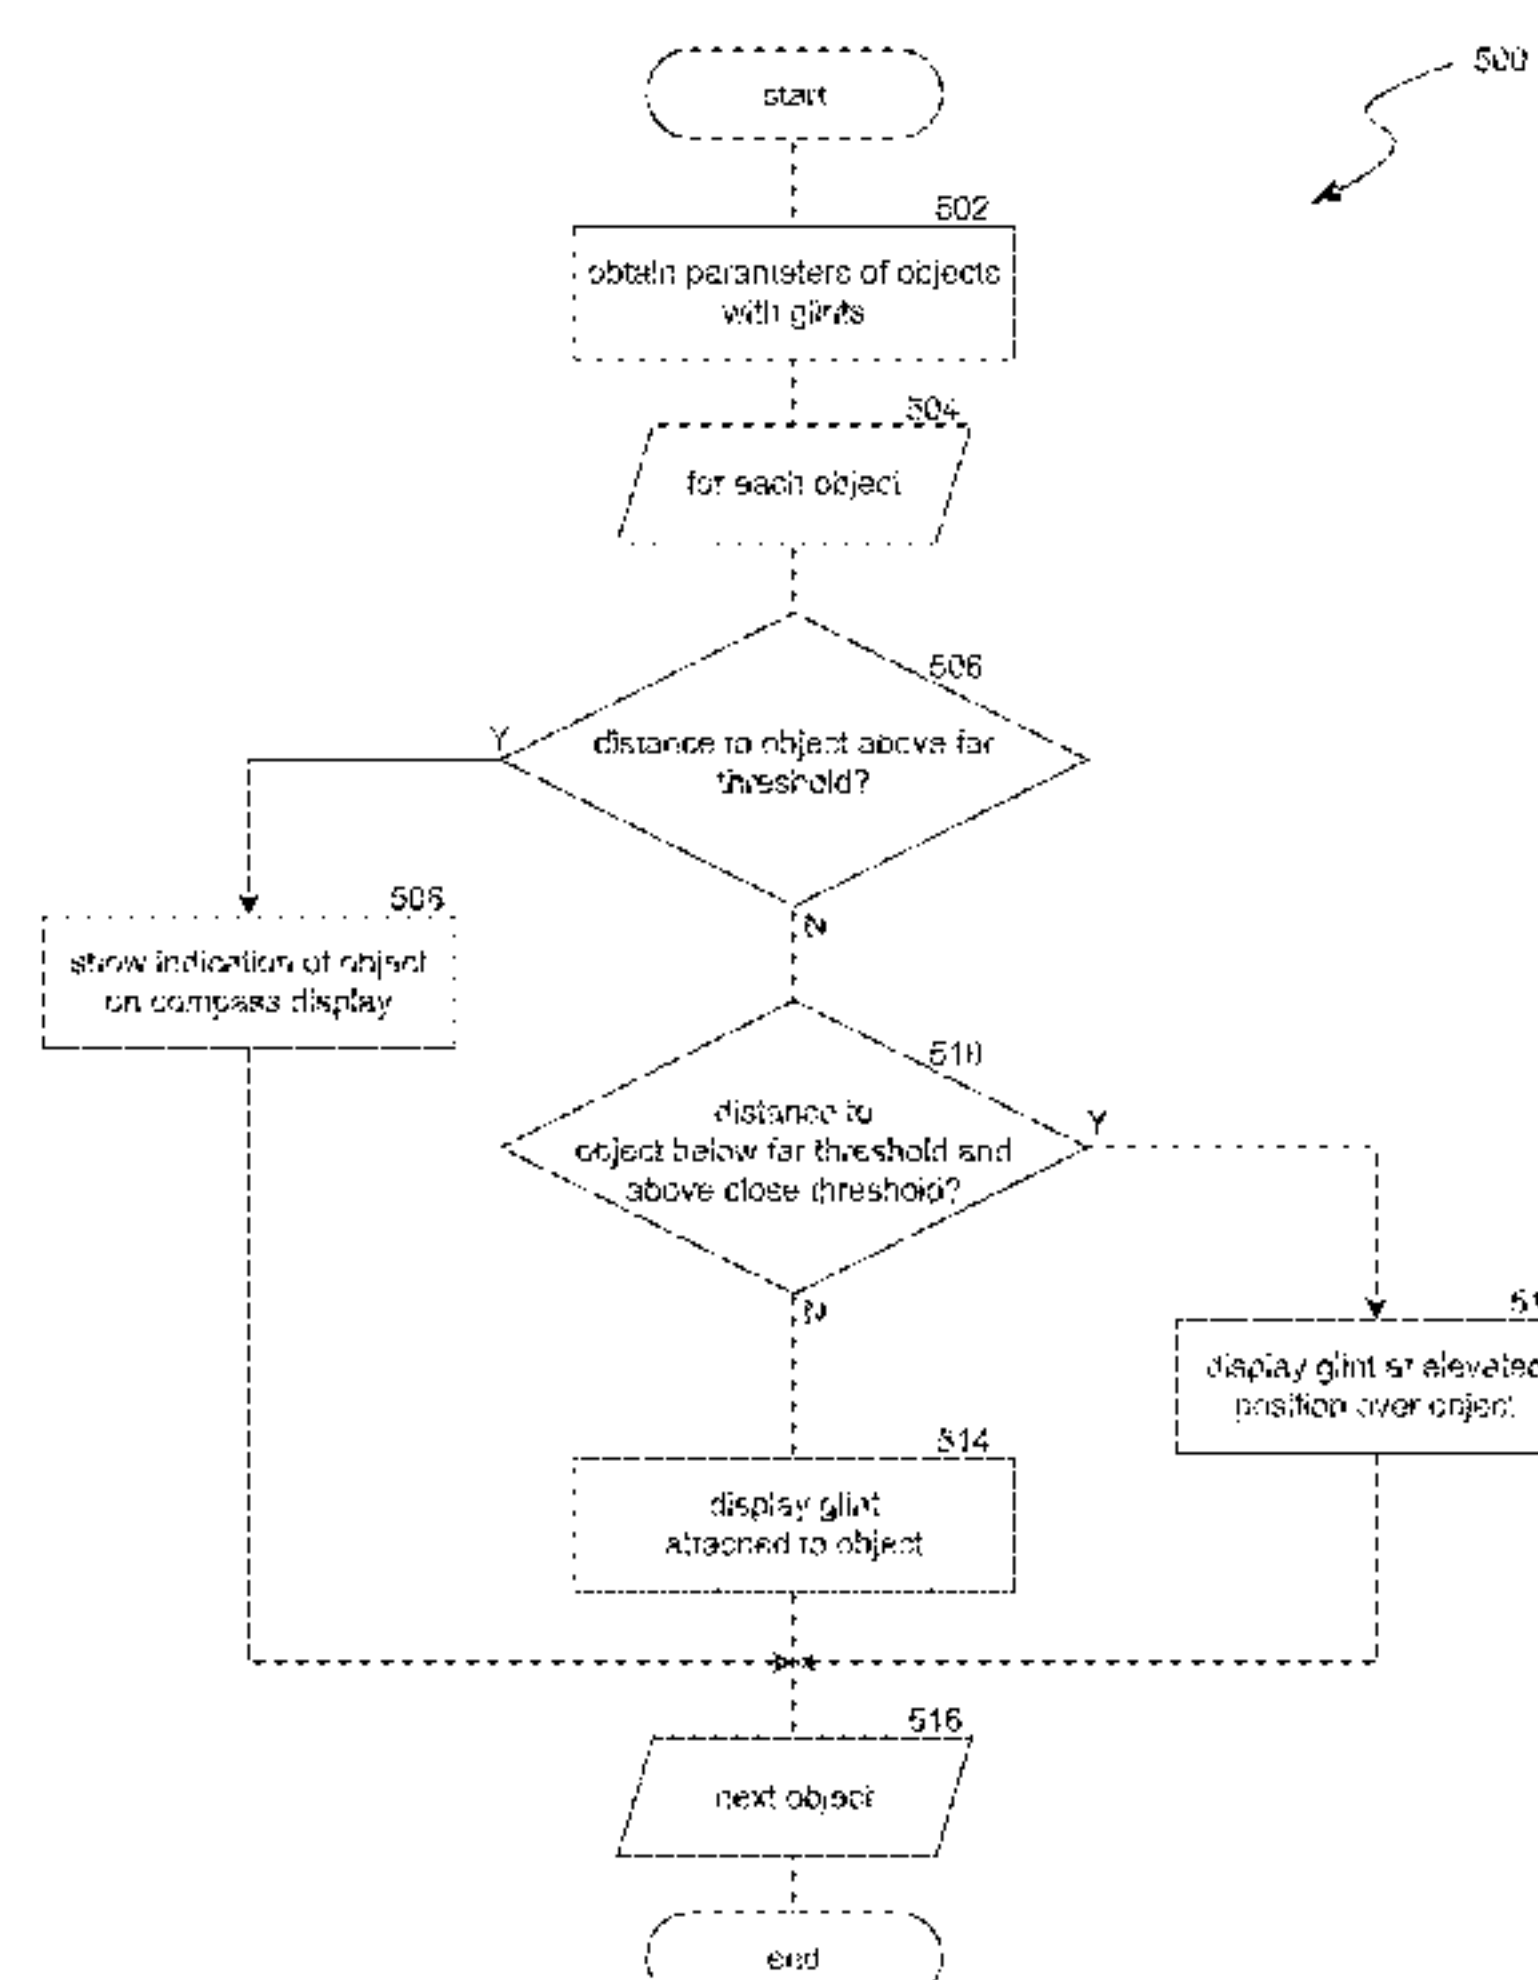 start
500
502
obtain parameters of objects
with glints
504
for each object
506
distance to object above far
threshold?
Y
N
506
show indication of object
on compass display
510
distance to
object below far threshold and
above close threshold?
Y
N
51
display glint at elevated
position over object
514
display glint
attached to object
516
next object
end